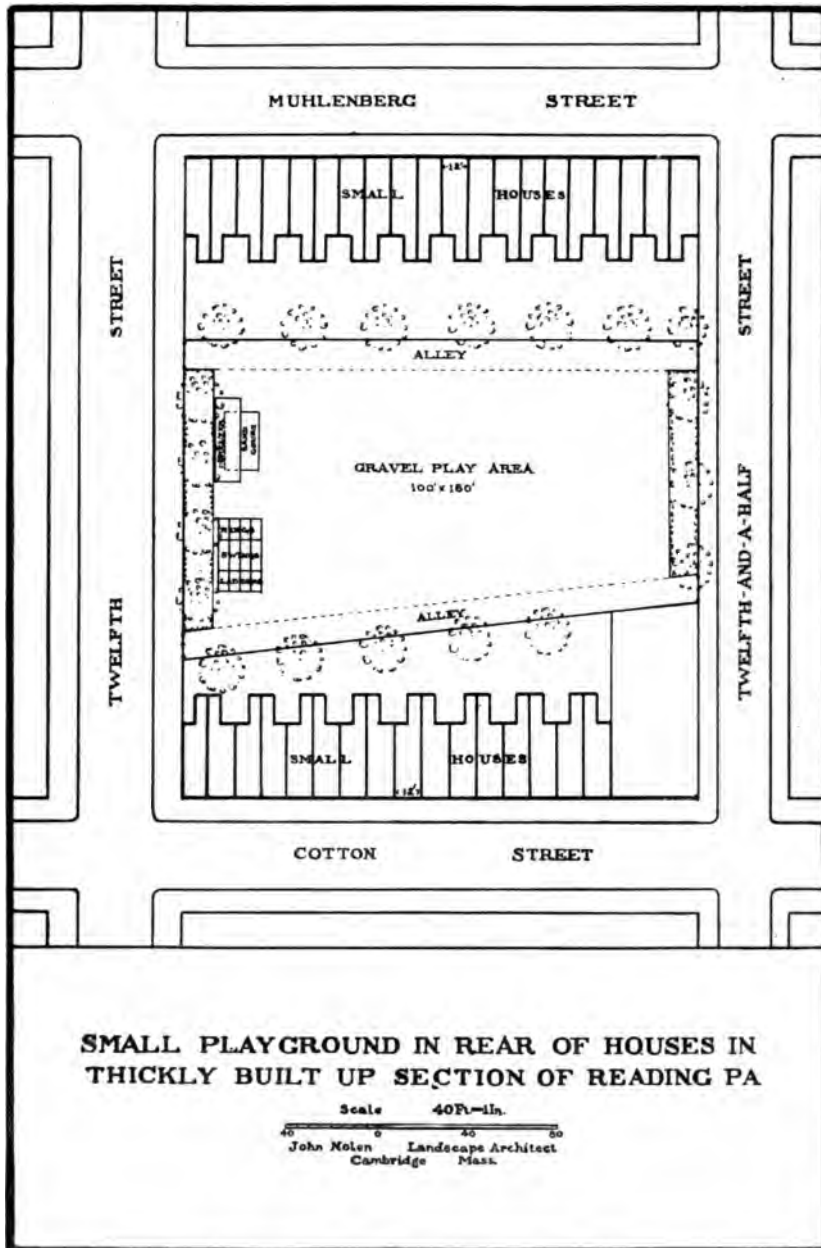 MUHLENBERG STREET
12'
SMALL HOUSES
STREET
STREET
ALLEY
SAND
GRAVEL PLAY AREA
SWINGS
TWELFTH
TWELFTH-AND-A-HALF
ALLEY
SMALL HOUSES
12'
COTTON STREET
SMALL PLAYGROUND IN REAR OF HOUSES IN
THICKLY BUILT UP SECTION OF READING PA
Scale 40Ft=1In.
40 0 40 80
John Nolen Landscape Architect
Cambridge Mass.